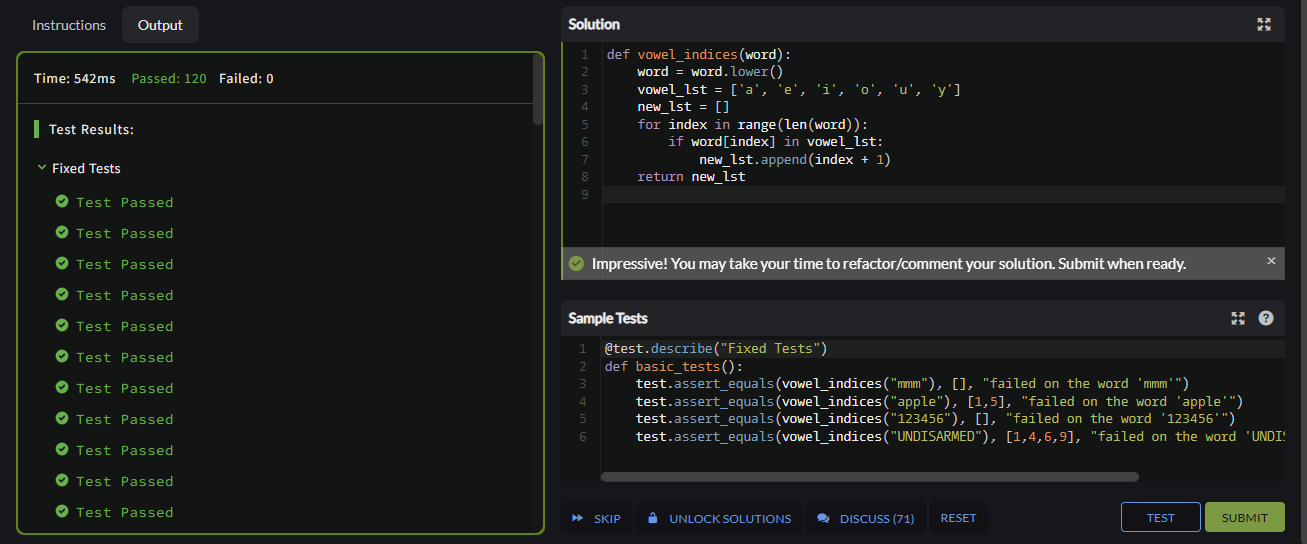 Instructions
Output
Time: 542ms Passed: 120 Failed: 0
Test Results:
Fixed Tests
Test Passed
Test Passed
Test Passed
Test Passed
Test Passed
Test Passed
Test Passed
Test Passed
Test Passed
Test Passed
Test Passed
Solution
1 def vowel_indices(word):
2     word = word.lower()
3     vowel_lst = ['a', 'e', 'i', 'o', 'u', 'y']
4     new_lst = []
5     for index in range(len(word)):
6         if word[index] in vowel_lst:
7             new_lst.append(index + 1)
8     return new_lst
9
Impressive! You may take your time to refactor/comment your solution. Submit when ready. ×
Sample Tests
?
1 @test.describe("Fixed Tests")
2 def basic_tests():
3     test.assert_equals(vowel_indices("mmm"), [], "failed on the word 'mmm'")
4     test.assert_equals(vowel_indices("apple"), [1,5], "failed on the word 'apple'")
5     test.assert_equals(vowel_indices("123456"), [], "failed on the word '123456'")
6     test.assert_equals(vowel_indices("UNDISARMED"), [1,4,6,9], "failed on the word 'UNDIS
SKIP
UNLOCK SOLUTIONS
DISCUSS (71)
RESET
TEST
SUBMIT